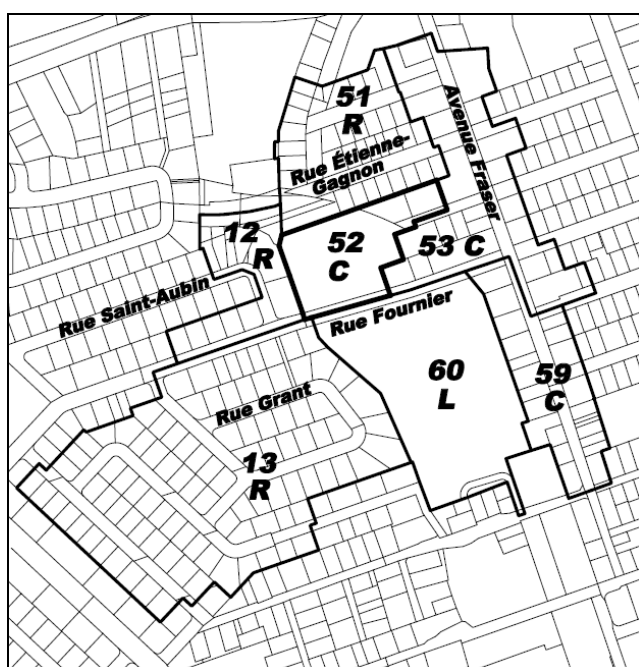 51
R
Avenue Fraser
Rue Étienne-
Gagnon
12
R
52
C
53 C
Rue Saint-Aubin
Rue Fournier
60
L
59
C
Rue Grant
13
R